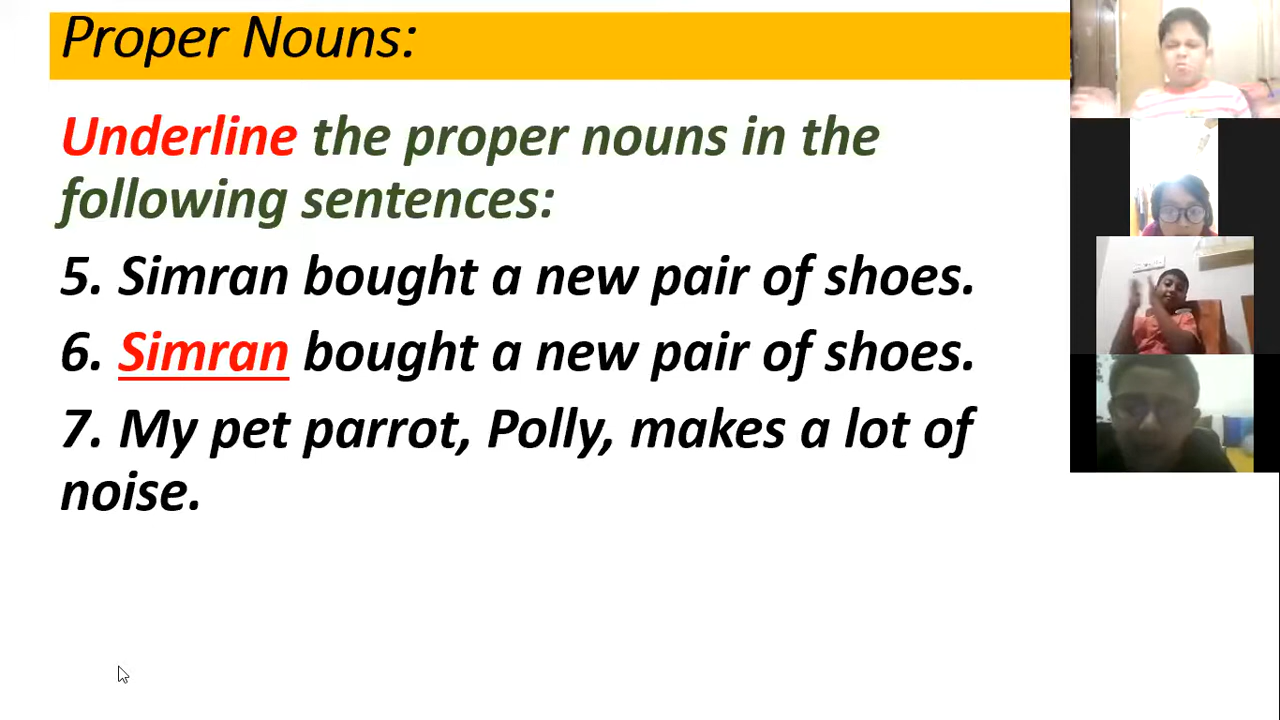 Proper Nouns:
Underline the proper nouns in the
following sentences:
5. Simran bought a new pair of shoes.
6. Simran bought a new pair of shoes.
7. My pet parrot, Polly, makes a lot of
noise.